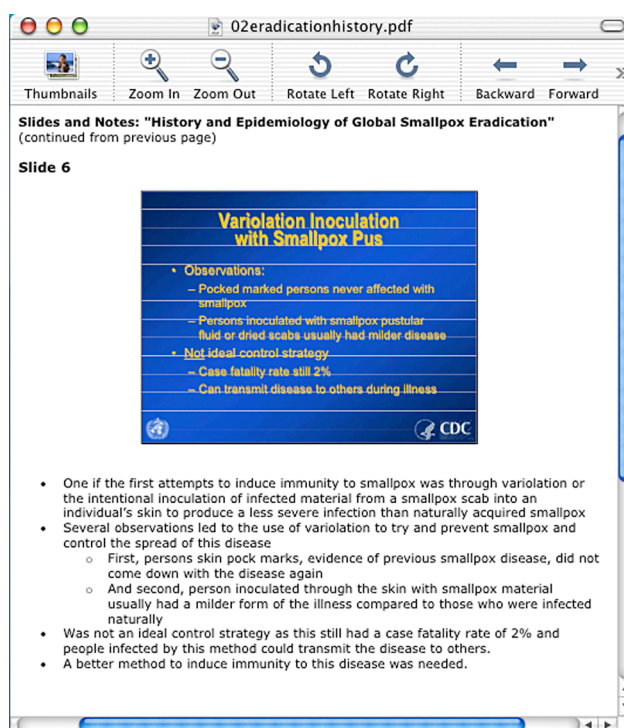 02eradicationhistory.pdf
Thumbnails Zoom In Zoom Out Rotate Left Rotate Right Backward Forward
Slides and Notes: "History and Epidemiology of Global Smallpox Eradication"
(continued from previous page)
Slide 6
Variolation Inoculation
with Smallpox Pus
• Observations:
– Pocked marked persons never affected with
smallpox
– Persons inoculated with smallpox pustular
fluid or dried scabs usually had milder disease
• Not ideal control strategy
– Case fatality rate still 2%
– Can transmit disease to others during illness
CDC
• One if the first attempts to induce immunity to smallpox was through variolation or
the intentional inoculation of infected material from a smallpox scab into an
individual's skin to produce a less severe infection than naturally acquired smallpox
• Several observations led to the use of variolation to try and prevent smallpox and
control the spread of this disease
○ First, persons skin pock marks, evidence of previous smallpox disease, did not
come down with the disease again
○ And second, person inoculated through the skin with smallpox material
usually had a milder form of the illness compared to those who were infected
naturally
• Was not an ideal control strategy as this still had a case fatality rate of 2% and
people infected by this method could transmit the disease to others.
• A better method to induce immunity to this disease was needed.